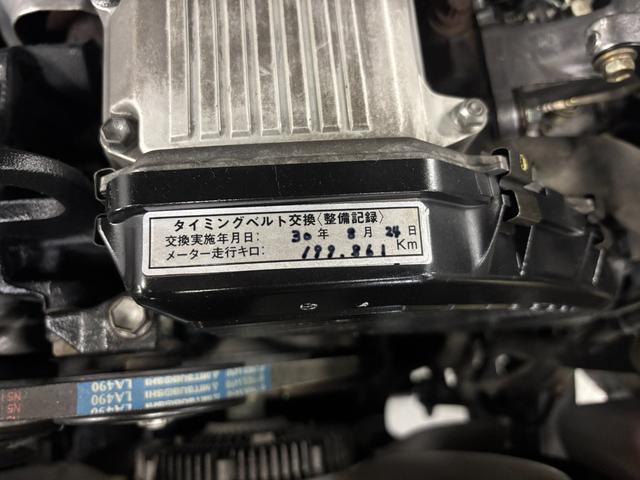 タイミングベルト交換〈整備記録〉
交換実施年月日： 30 年 8 月 24 日
メーター走行キロ： 199.861 Km
MITSUBOSHI
LA490
N5